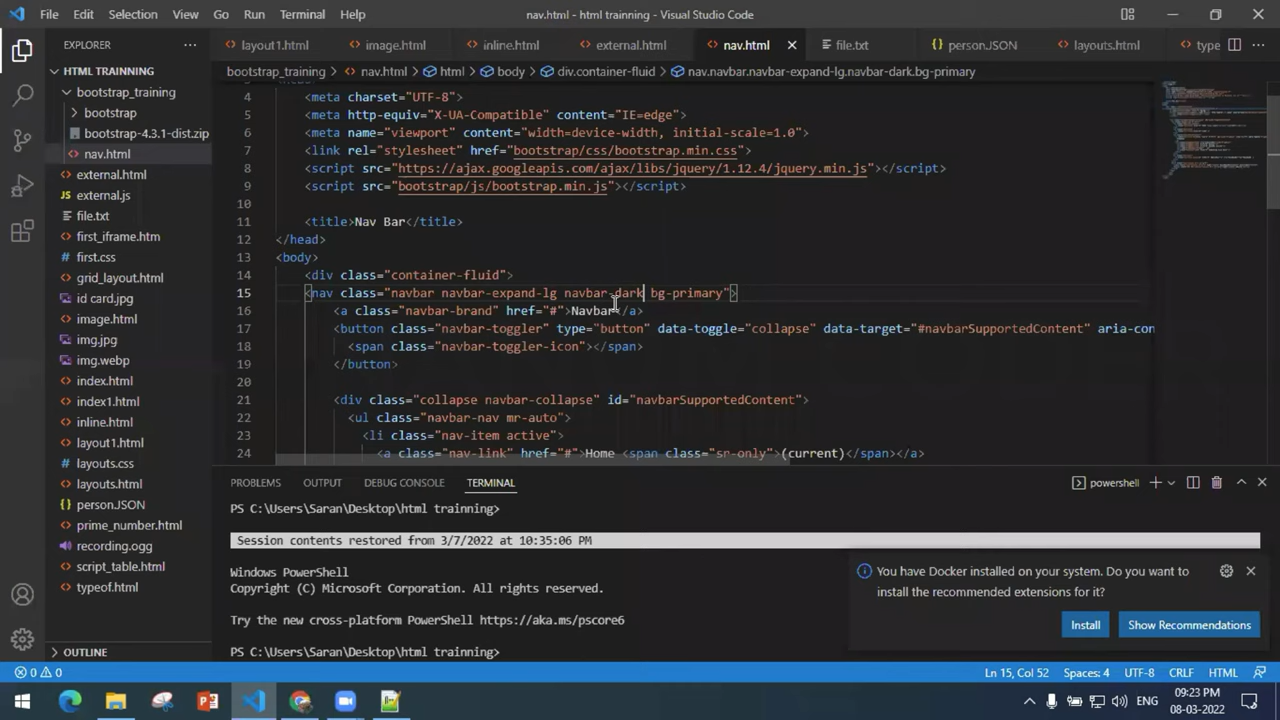 File Edit Selection View Go Run Terminal Help
nav.html - html trainning - Visual Studio Code
EXPLORER
HTML TRAINNING
bootstrap_training
bootstrap
bootstrap-4.3.1-dist.zip
nav.html
external.html
external.js
file.txt
first_iframe.htm
first.css
grid_layout.html
id card.jpg
image.html
img.jpg
img.webp
index.html
index1.html
inline.html
layout1.html
layouts.css
layouts.html
person.JSON
prime_number.html
recording.ogg
script_table.html
typeof.html
OUTLINE
layout1.html image.html inline.html external.html nav.html file.txt person.JSON layouts.html type
bootstrap_training > nav.html > html > body > div.container-fluid > nav.navbar.navbar-expand-lg.navbar-dark.bg-primary
4 <meta charset="UTF-8">
5 <meta http-equiv="X-UA-Compatible" content="IE=edge">
6 <meta name="viewport" content="width=device-width, initial-scale=1.0">
7 <link rel="stylesheet" href="bootstrap/css/bootstrap.min.css">
8 <script src="https://ajax.googleapis.com/ajax/libs/jquery/1.12.4/jquery.min.js"></script>
9 <script src="bootstrap/js/bootstrap.min.js"></script>
10
11 <title>Nav Bar</title>
12 </head>
13 <body>
14 <div class="container-fluid">
15 <nav class="navbar navbar-expand-lg navbar-dark bg-primary">
16 <a class="navbar-brand" href="#">Navbar</a>
17 <button class="navbar-toggler" type="button" data-toggle="collapse" data-target="#navbarSupportedContent" aria-con
18 <span class="navbar-toggler-icon"></span>
19 </button>
20
21 <div class="collapse navbar-collapse" id="navbarSupportedContent">
22 <ul class="navbar-nav mr-auto">
23 <li class="nav-item active">
24 <a class="nav-link" href="#">Home <span class="sr-only">(current)</span></a>
PROBLEMS OUTPUT DEBUG CONSOLE TERMINAL
powershell
PS C:\Users\Saran\Desktop\html trainning>
Session contents restored from 3/7/2022 at 10:35:06 PM
Windows PowerShell
Copyright (C) Microsoft Corporation. All rights reserved.
Try the new cross-platform PowerShell https://aka.ms/pscore6
PS C:\Users\Saran\Desktop\html trainning>
You have Docker installed on your system. Do you want to
install the recommended extensions for it?
Install Show Recommendations
0 0
Ln 15, Col 52 Spaces: 4 UTF-8 CRLF HTML
ENG
09:23 PM
08-03-2022